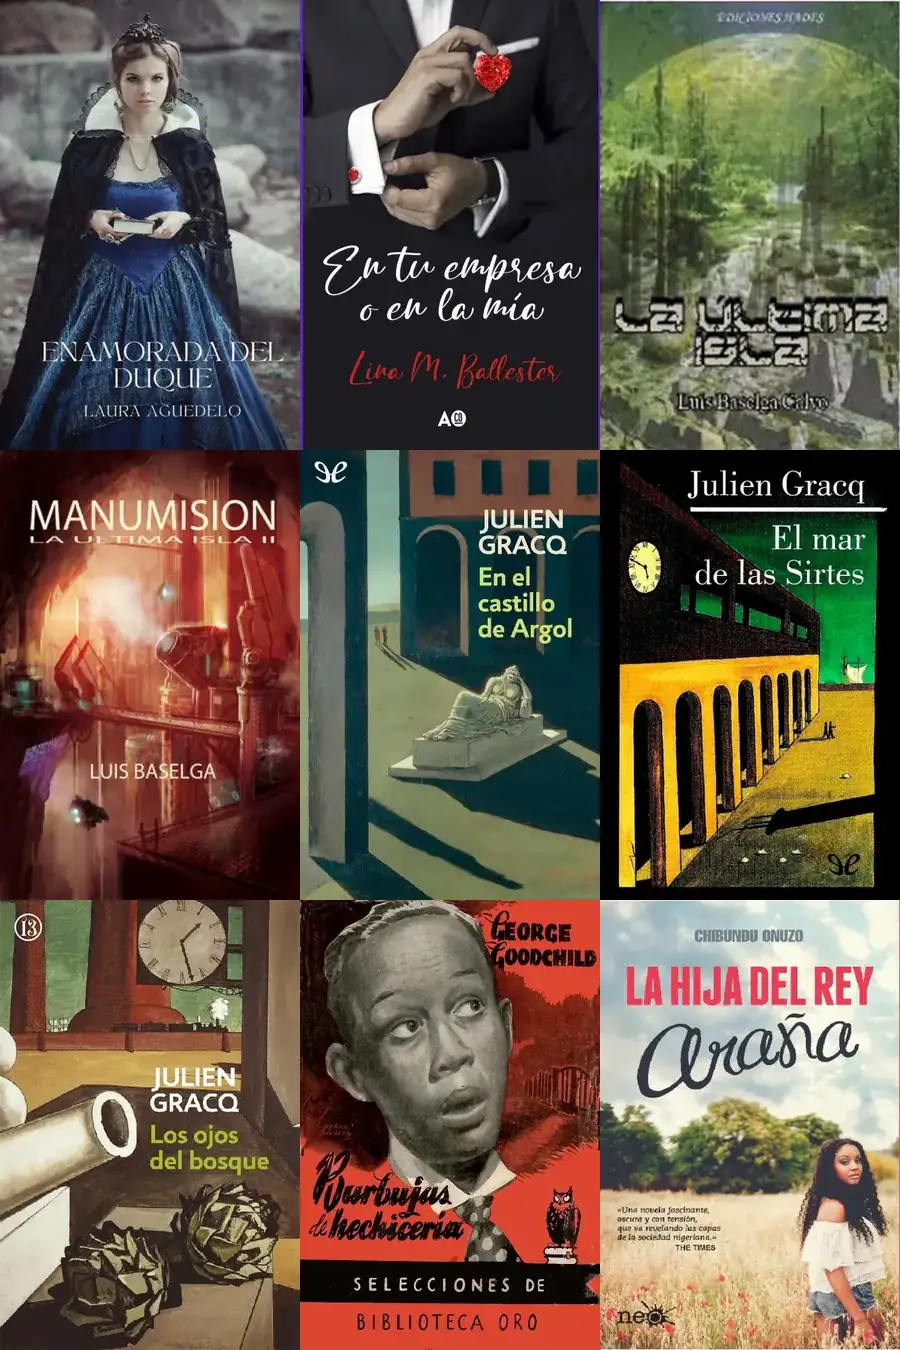 ENAMORADA DEL
DUQUE
LAURA AGUEDELO
En tu empresa
o en la mía
Lina M. Ballester
EDICIONES HADES
LA ÚLTIMA
ISLA
Luis Baselga Calvo
MANUMISION
LA ULTIMA ISLA II
LUIS BASELGA
JULIEN
GRACQ
En el
castillo
de Argol
Julien Gracq
El mar
de las Sirtes
13
JULIEN
GRACQ
Los ojos
del bosque
GEORGE
GOODCHILD
Burbujas
de hechicería
SELECCIONES DE
BIBLIOTECA ORO
CHIBUNDU ONUZO
LA HIJA DEL REY
araña
«Una novela fascinante,
oscura y con tensión,
que va revelando las capas
de la sociedad nigeriana.»
THE TIMES
neo